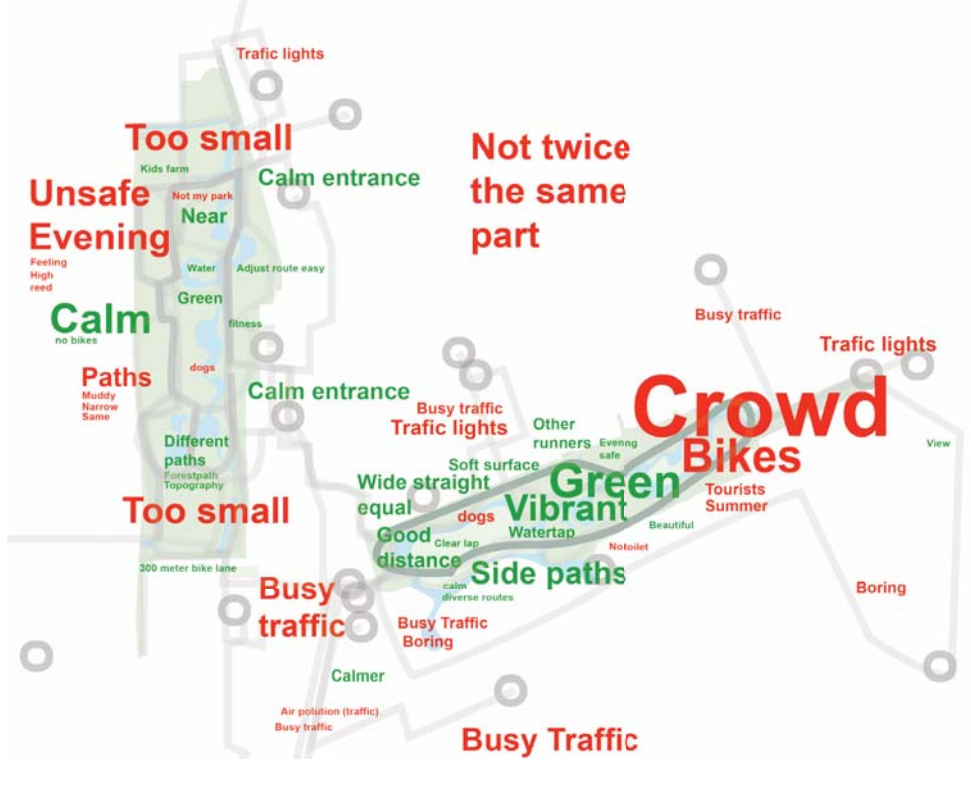 Trafic lights
Too small
Kids farm
Calm entrance
Not twice
the same
part
Unsafe
Evening
Not my park
Near
Feeling
High
reed
Water
Adjust route easy
Green
Calm
no bikes
fitness
Busy traffic
Trafic lights
Paths
Muddy
Narrow
Same
dogs
Calm entrance
Crowd
Bikes
Busy traffic
Trafic lights
Other
runners
Evenng
safe
View
Different
paths
Forestpath
Topography
Soft surface
Wide straight
equal
Green
Vibrant
Tourists
Summer
Too small
dogs
Watertap
Beautiful
Good
distance
Clear lap
Notoilet
300 meter bike lane
Side paths
calm
diverse routes
Busy
traffic
Boring
Busy Traffic
Boring
Calmer
Air polution (traffic)
Busy traffic
Busy Traffic